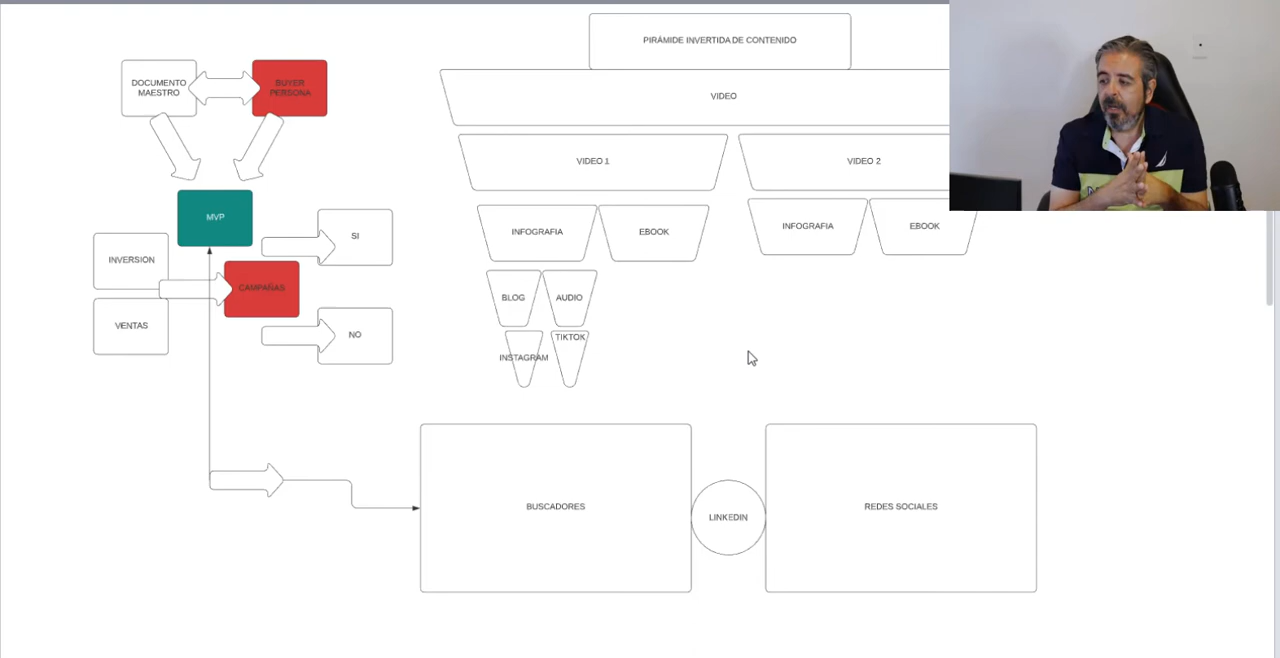 PIRÁMIDE INVERTIDA DE CONTENIDO
DOCUMENTO
MAESTRO
BUYER
PERSONA
VIDEO
VIDEO 1
VIDEO 2
MVP
SI
INFOGRAFIA
EBOOK
INFOGRAFIA
EBOOK
INVERSION
CAMPAÑAS
BLOG
AUDIO
VENTAS
NO
INSTAGRAM
TIKTOK
BUSCADORES
LINKEDIN
REDES SOCIALES